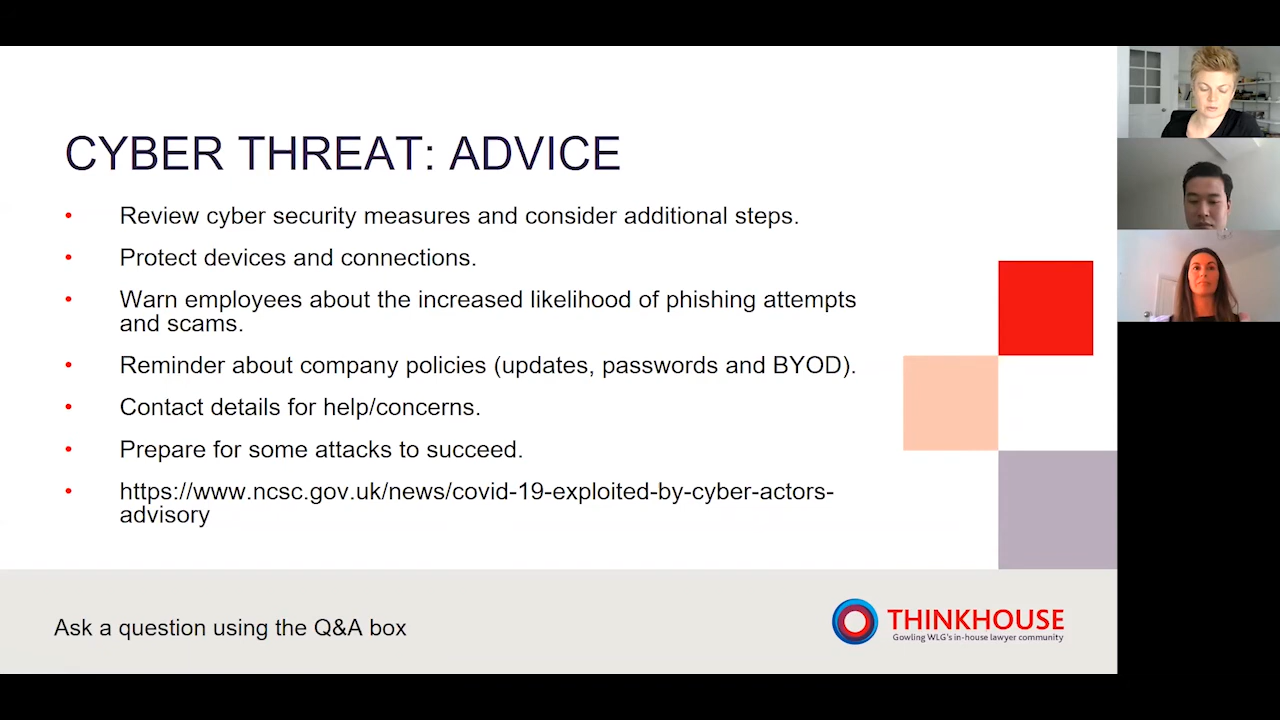 CYBER THREAT: ADVICE
• Review cyber security measures and consider additional steps.
• Protect devices and connections.
• Warn employees about the increased likelihood of phishing attempts
and scams.
• Reminder about company policies (updates, passwords and BYOD).
• Contact details for help/concerns.
• Prepare for some attacks to succeed.
• https://www.ncsc.gov.uk/news/covid-19-exploited-by-cyber-actors-
advisory
Ask a question using the Q&A box
THINKHOUSE
Gowling WLG's in-house lawyer community